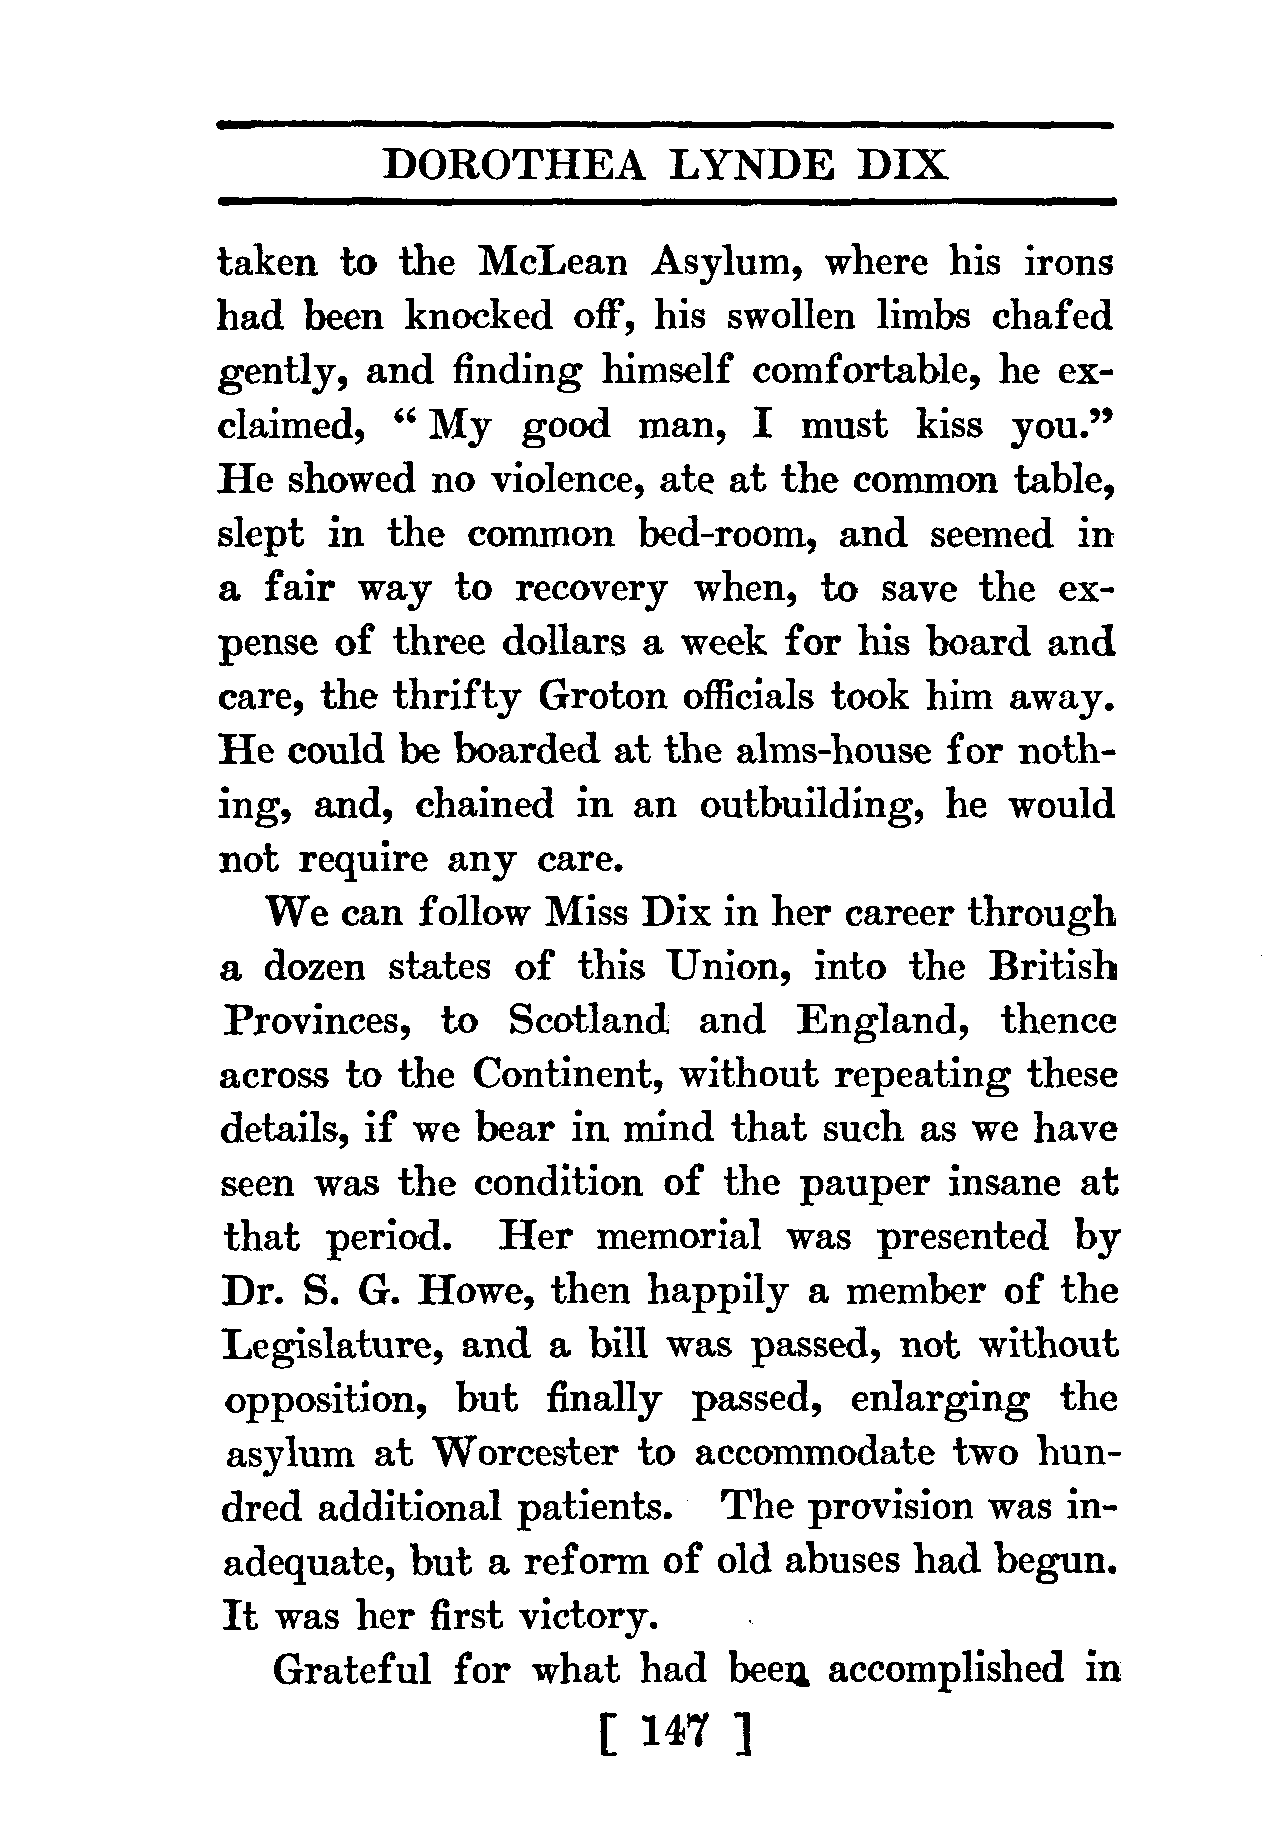 DOROTHEA LYNDE DIX
taken to the McLean Asylum, where his irons
had been knocked off, his swollen limbs chafed
gently, and finding himself comfortable, he ex-
claimed, “ My good man, I must kiss you.”
He showed no violence, ate at the common table,
slept in the common bed-room, and seemed in
a fair way to recovery when, to save the ex-
pense of three dollars a week for his board and
care, the thrifty Groton officials took him away.
He could be boarded at the alms-house for noth-
ing, and, chained in an outbuilding, he would
not require any care.
We can follow Miss Dix in her career through
a dozen states of this Union, into the British
Provinces, to Scotland and England, thence
across to the Continent, without repeating these
details, if we bear in mind that such as we have
seen was the condition of the pauper insane at
that period. Her memorial was presented by
Dr. S. G. Howe, then happily a member of the
Legislature, and a bill was passed, not without
opposition, but finally passed, enlarging the
asylum at Worcester to accommodate two hun-
dred additional patients. The provision was in-
adequate, but a reform of old abuses had begun.
It was her first victory.
Grateful for what had been accomplished in
[ 147 ]